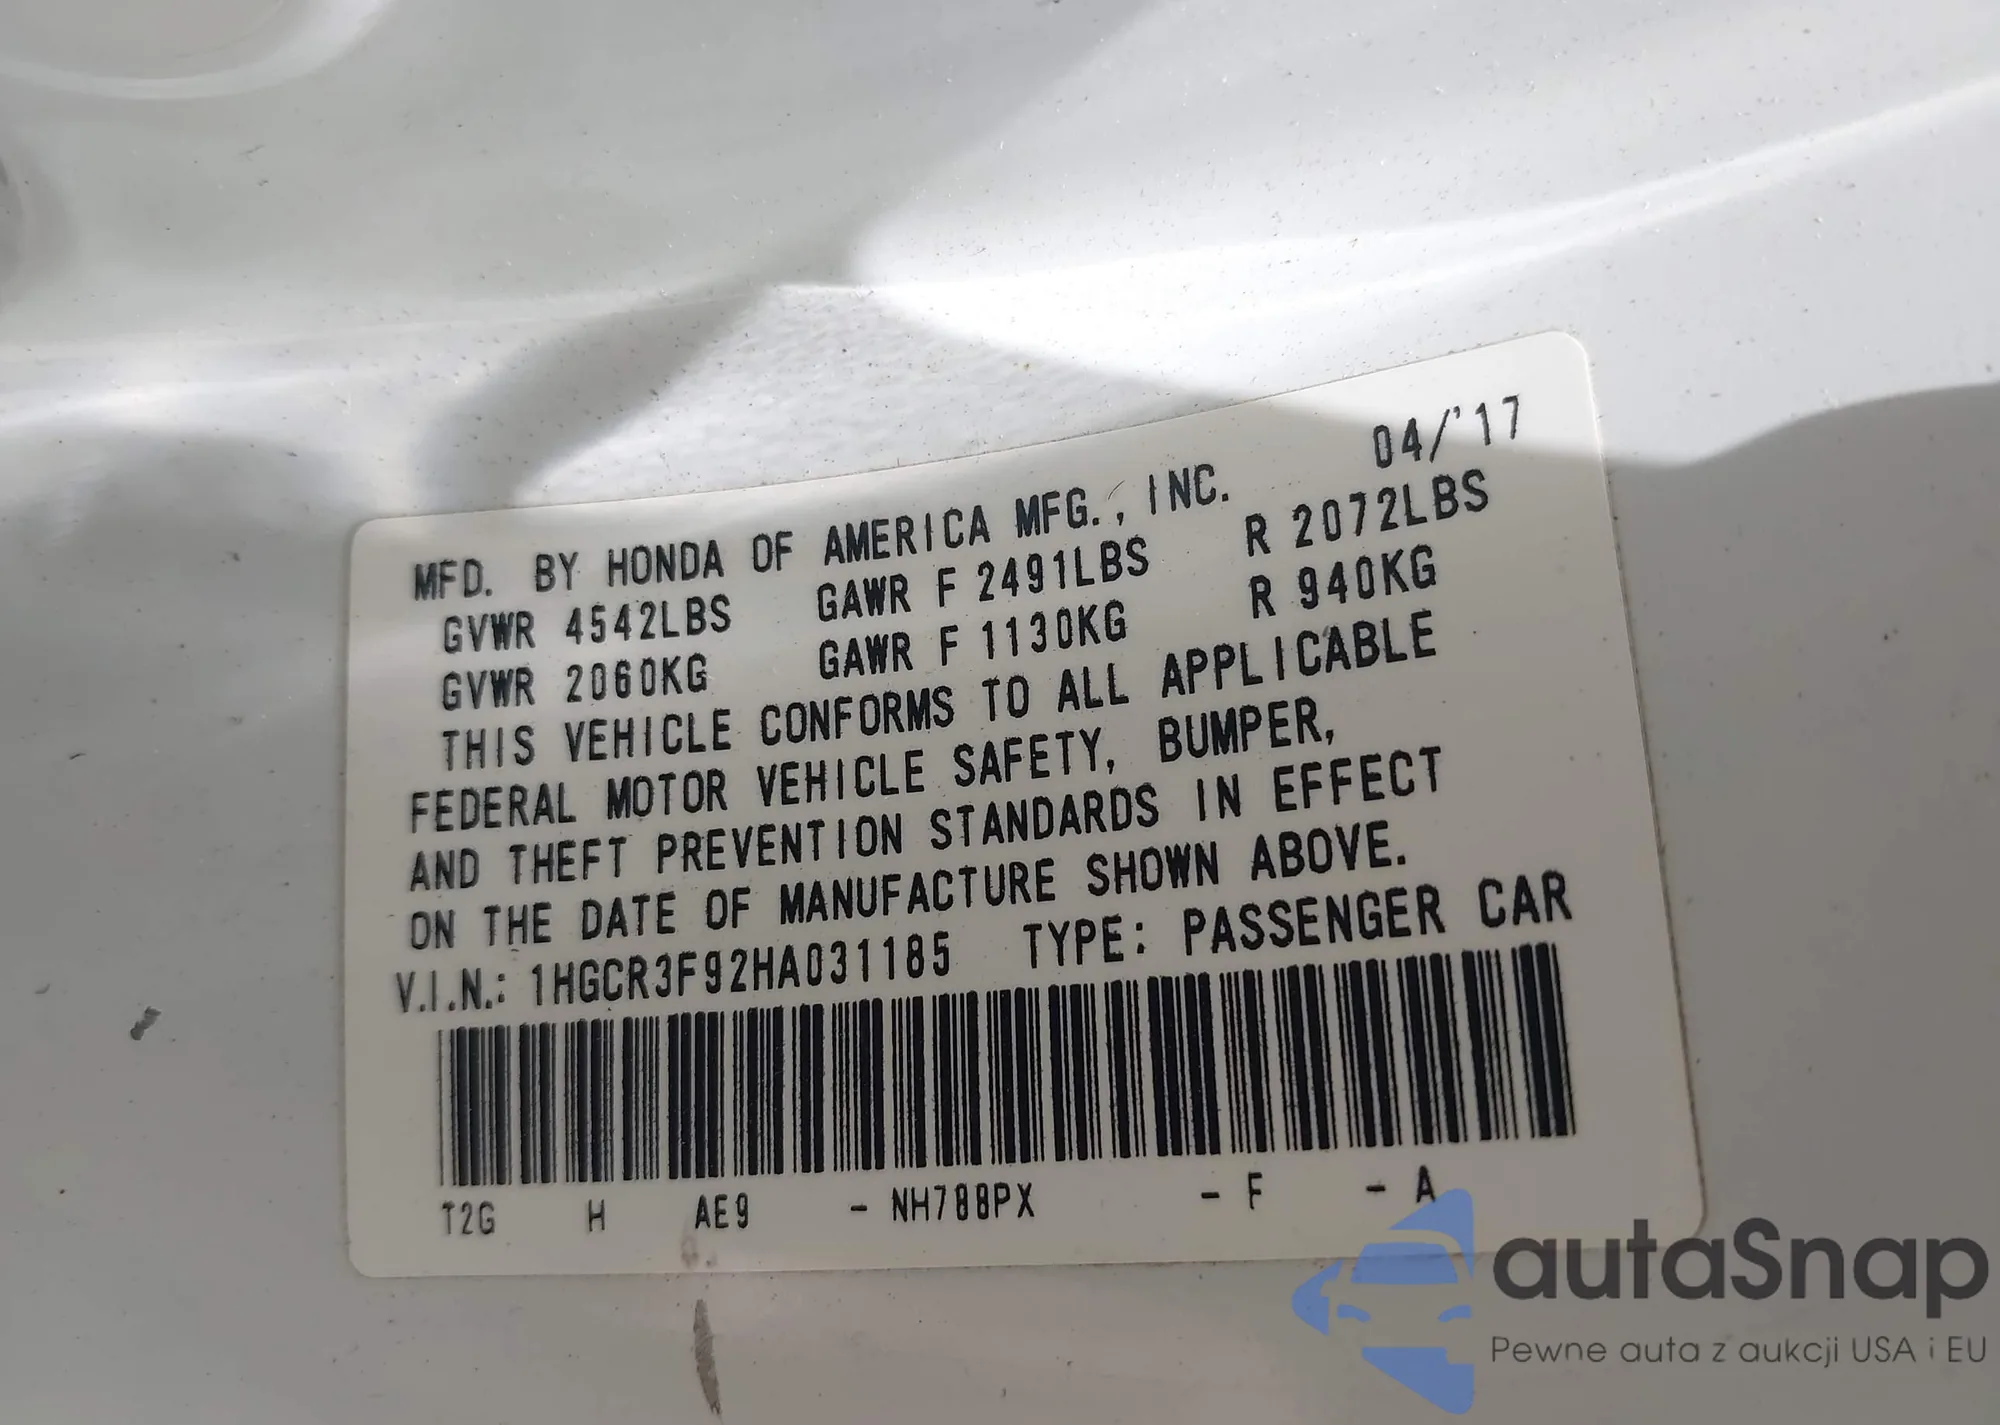 04/'17
MFD. BY HONDA OF AMERICA MFG., INC.
GVWR 4542LBS GAWR F 2491LBS R 2072LBS
GVWR 2060KG GAWR F 1130KG R 940KG
THIS VEHICLE CONFORMS TO ALL APPLICABLE
FEDERAL MOTOR VEHICLE SAFETY, BUMPER,
AND THEFT PREVENTION STANDARDS IN EFFECT
ON THE DATE OF MANUFACTURE SHOWN ABOVE.
V.I.N.: 1HGCR3F92HA031185 TYPE: PASSENGER CAR
T2G H AE9 - NH788PX - F - A
autaSnap
Pewne auta z aukcji USA i EU